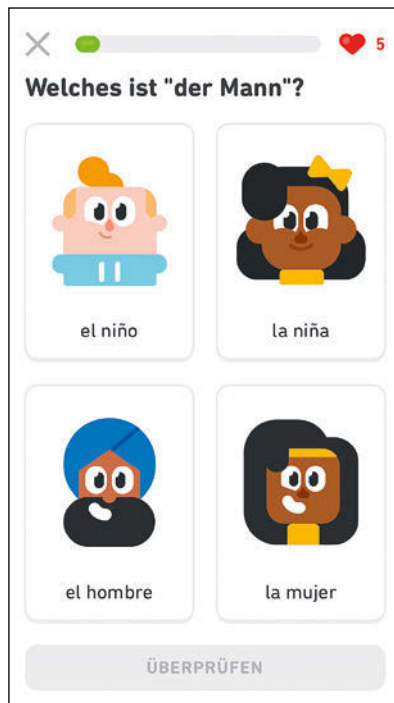 5
Welches ist "der Mann"?
el niño
la niña
el hombre
la mujer
ÜBERPRÜFEN